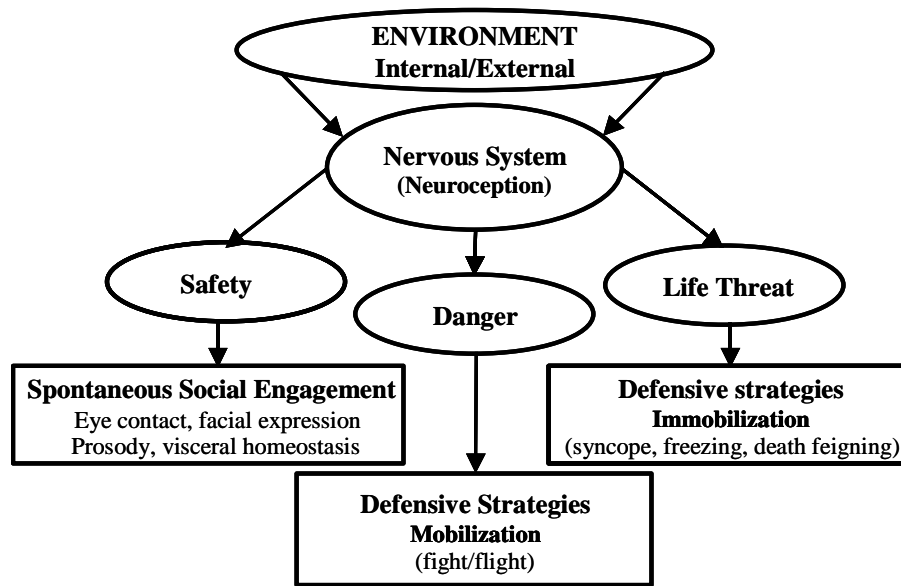 ENVIRONMENT
Internal/External
Nervous System
(Neuroception)
Safety
Danger
Life Threat
Spontaneous Social Engagement
Eye contact, facial expression
Prosody, visceral homeostasis
Defensive strategies
Immobilization
(syncope, freezing, death feigning)
Defensive Strategies
Mobilization
(fight/flight)